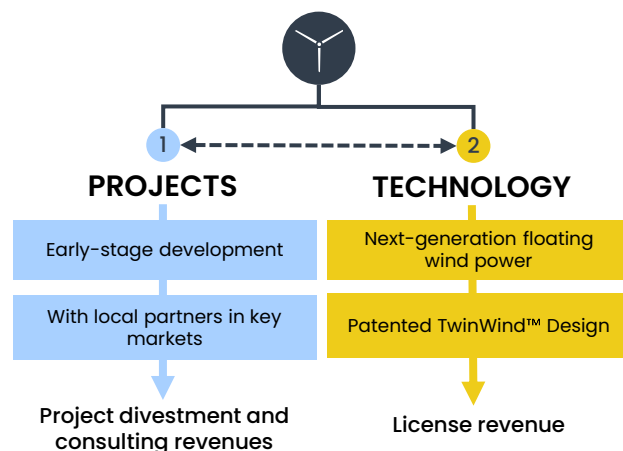 1
2
PROJECTS
TECHNOLOGY
Early-stage development
Next-generation floating
wind power
With local partners in key
markets
Patented TwinWind™ Design
Project divestment and
consulting revenues
License revenue